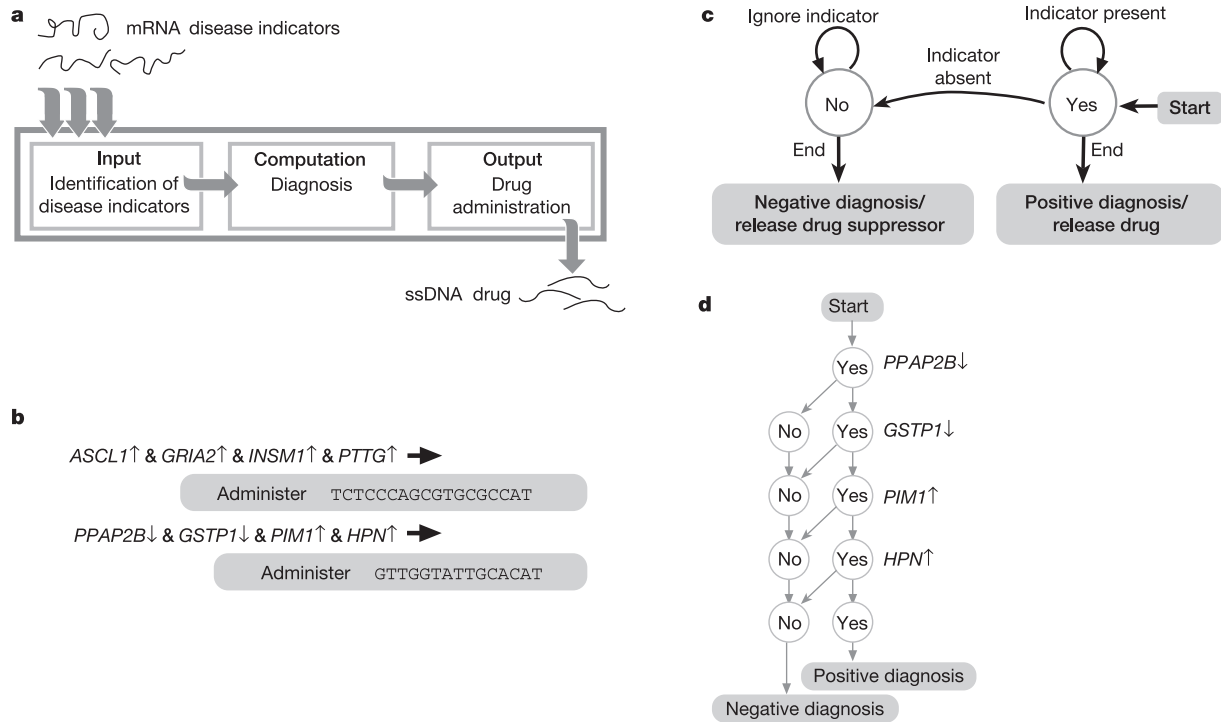 a
mRNA disease indicators
Input
Identification of
disease indicators
Computation
Diagnosis
Output
Drug
administration
ssDNA drug
b
ASCL1↑ & GRIA2↑ & INSM1↑ & PTTG↑
Administer TCTCCCAGCGTGCGCCAT
PPAP2B↓ & GSTP1↓ & PIM1↑ & HPN↑
Administer GTTGGTATTGCACAT
c
Ignore indicator
Indicator present
Indicator
absent
No
Yes
Start
End
End
Negative diagnosis/
release drug suppressor
Positive diagnosis/
release drug
d
Start
Yes PPAP2B↓
No Yes GSTP1↓
No Yes PIM1↑
No Yes HPN↑
No Yes
Positive diagnosis
Negative diagnosis